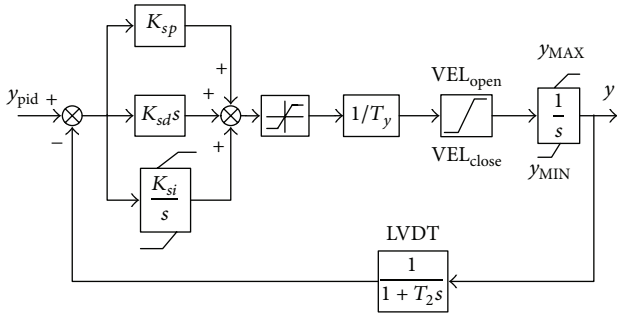 K_sp
y_pid
+
−
K_sd s
+
+
+
K_si
s
1/T_y
VEL_open
VEL_close
y_MAX
1
s
y_MIN
y
LVDT
1
1 + T_2 s